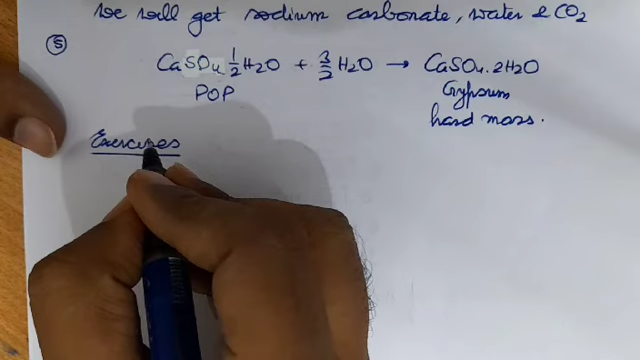 we will get sodium carbonate, water & CO₂
⑤ CaSO₄ ½H₂O + 3/2 H₂O → CaSO₄.2H₂O
POP Gypsum
hard mass.
Exercises